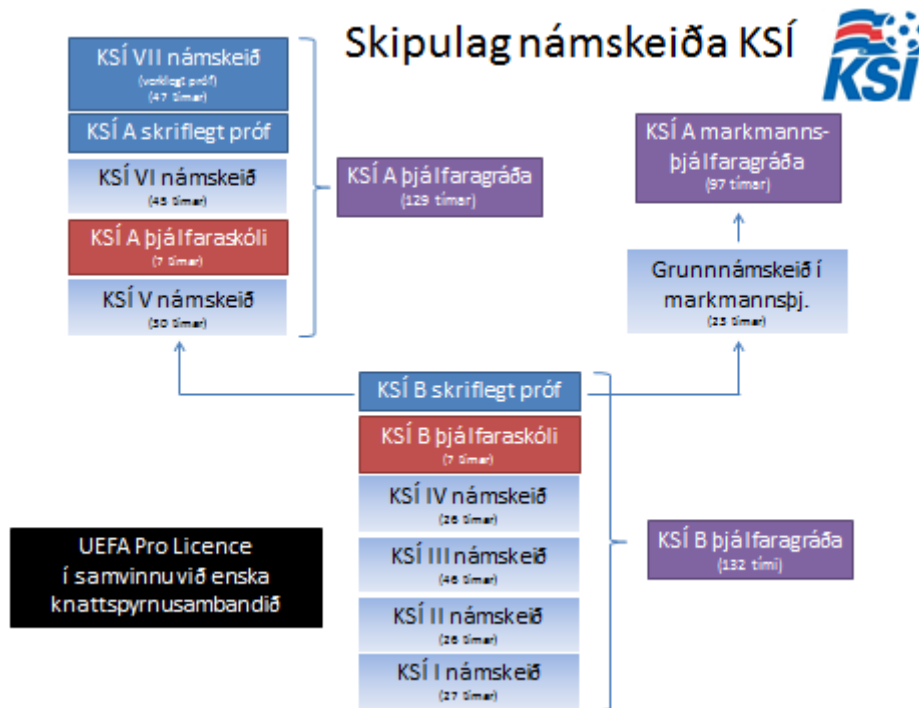 Skipulag námskeiða KSÍ
KSÍ
KSÍ VII námskeið
(verklegt próf)
(47 tímar)
KSÍ A skriflegt próf
KSÍ VI námskeið
(45 tímar)
KSÍ A þjálfaraskóli
(7 tímar)
KSÍ V námskeið
(30 tímar)
KSÍ A þjálfaragráða
(129 tímar)
KSÍ A markmanns-
þjálfaragráða
(97 tímar)
Grunnnámskeið í
markmannsþj.
(23 tímar)
KSÍ B skriflegt próf
KSÍ B þjálfaraskóli
(7 tímar)
KSÍ IV námskeið
(26 tímar)
KSÍ III námskeið
(46 tímar)
KSÍ II námskeið
(26 tímar)
KSÍ I námskeið
(27 tímar)
KSÍ B þjálfaragráða
(132 tími)
UEFA Pro Licence
í samvinnu við enska
knattspyrnusambandið